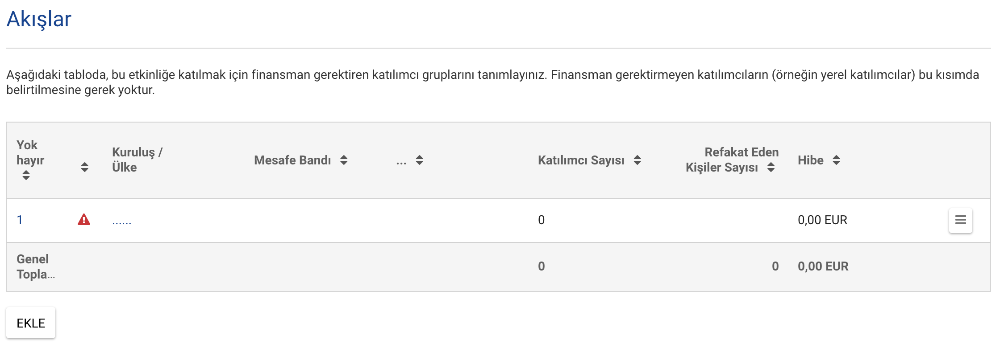 Akışlar
Aşağıdaki tabloda, bu etkinliğe katılmak için finansman gerektiren katılımcı gruplarını tanımlayınız. Finansman gerektirmeyen katılımcıların (örneğin yerel katılımcılar) bu kısımda
belirtilmesine gerek yoktur.
Yok
hayır
Kuruluş /
Ülke
Mesafe Bandı
...
Katılımcı Sayısı
Refakat Eden
Kişiler Sayısı
Hibe
1 ...... 0 0,00 EUR
Genel
Topla...
0 0 0,00 EUR
EKLE